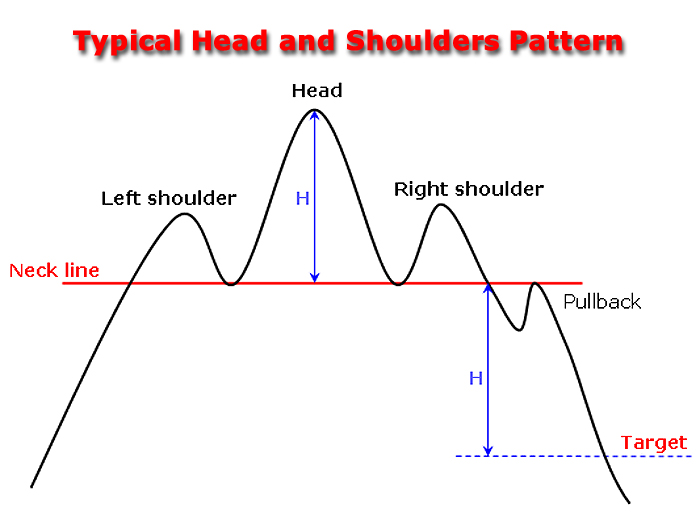 Typical Head and Shoulders Pattern
Head
Left shoulder
H
Right shoulder
Neck line
Pullback
H
Target